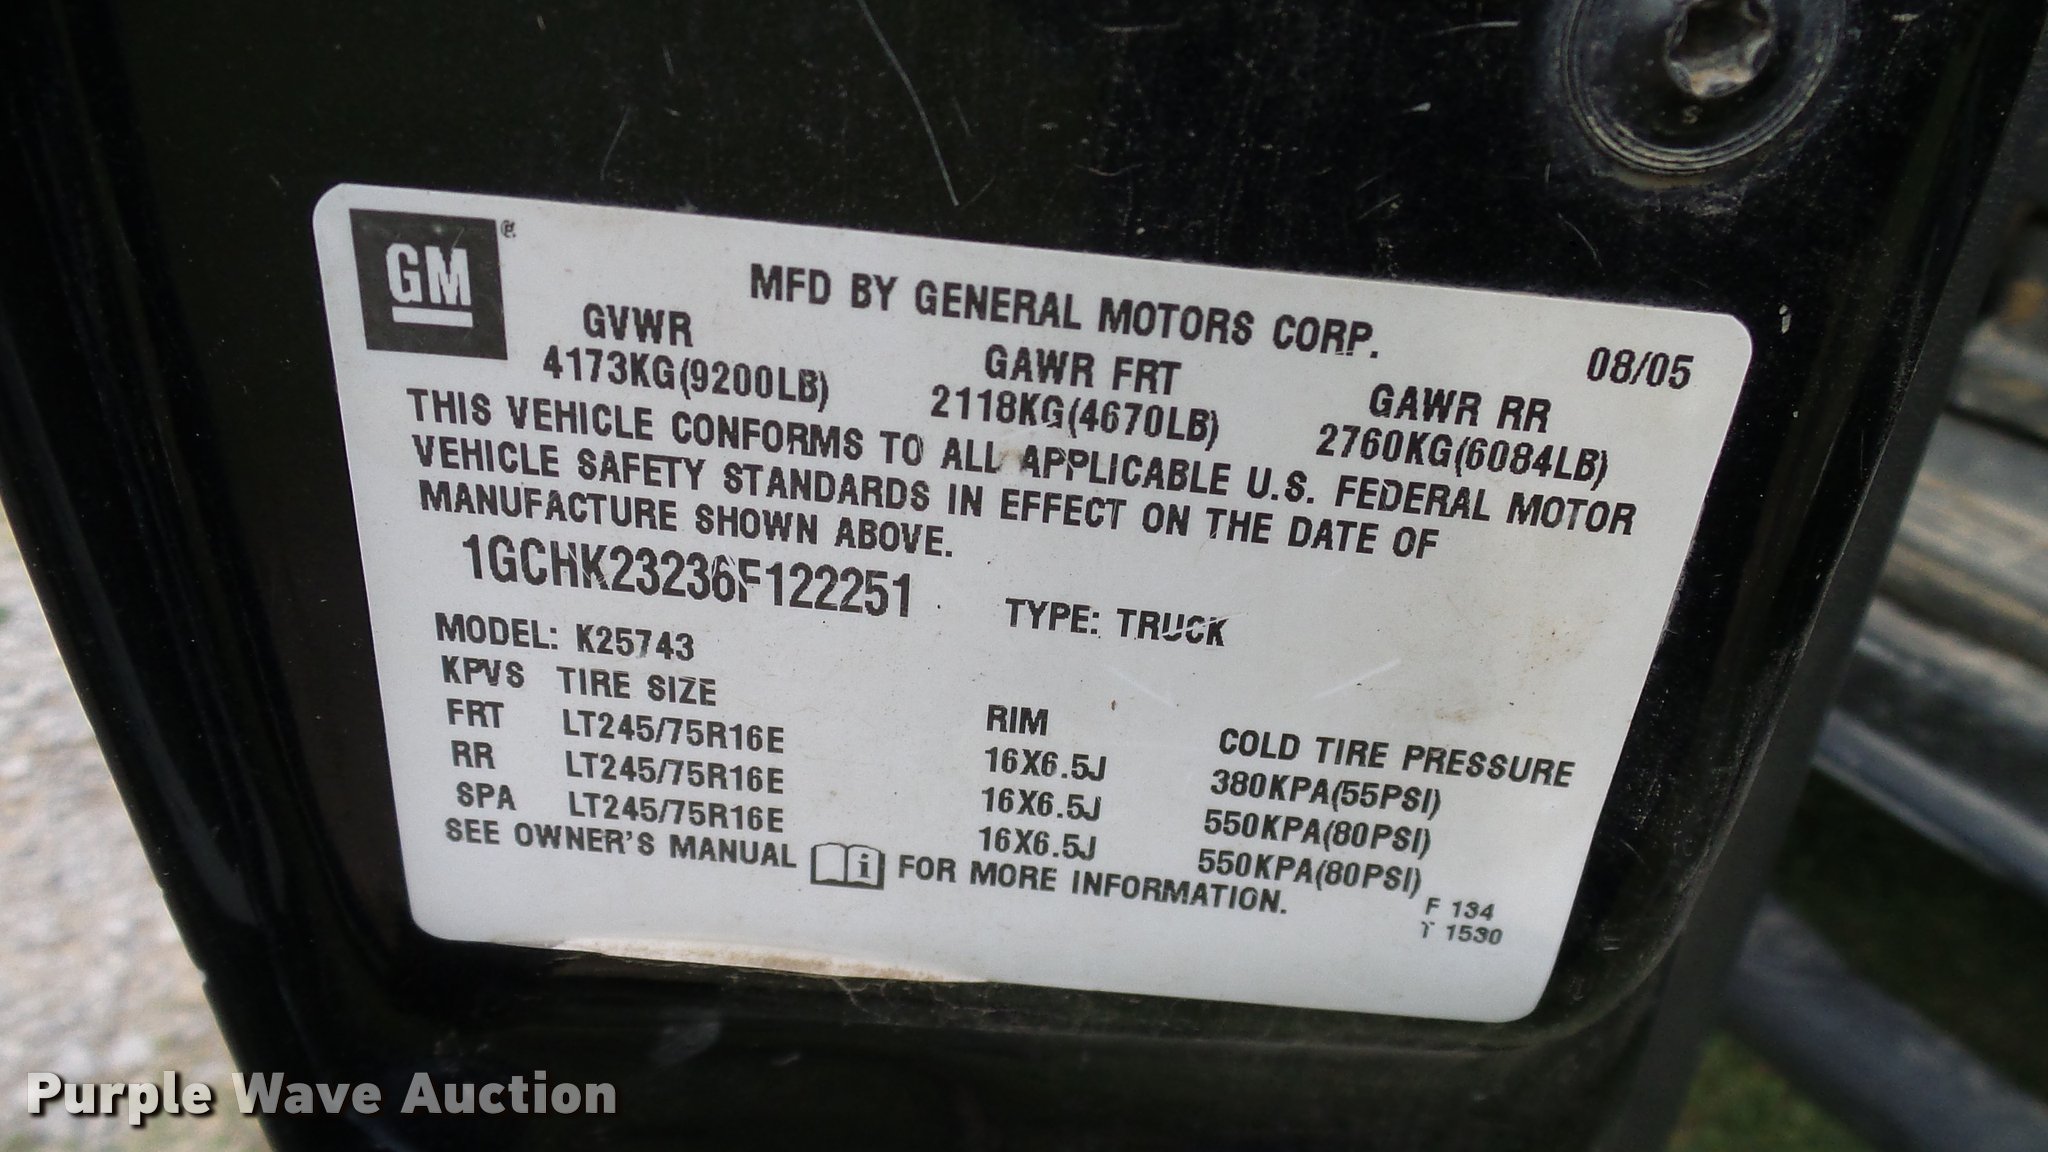 GM®
MFD BY GENERAL MOTORS CORP.
08/05
GVWR GAWR FRT GAWR RR
4173KG(9200LB) 2118KG(4670LB) 2760KG(6084LB)
THIS VEHICLE CONFORMS TO ALL APPLICABLE U.S. FEDERAL MOTOR
VEHICLE SAFETY STANDARDS IN EFFECT ON THE DATE OF
MANUFACTURE SHOWN ABOVE.
1GCHK23236F122251 TYPE: TRUCK
MODEL: K25743
KPVS TIRE SIZE RIM COLD TIRE PRESSURE
FRT LT245/75R16E 16X6.5J 380KPA(55PSI)
RR LT245/75R16E 16X6.5J 550KPA(80PSI)
SPA LT245/75R16E 16X6.5J 550KPA(80PSI)
SEE OWNER'S MANUAL i FOR MORE INFORMATION.
F 134
T 1530
Purple Wave Auction